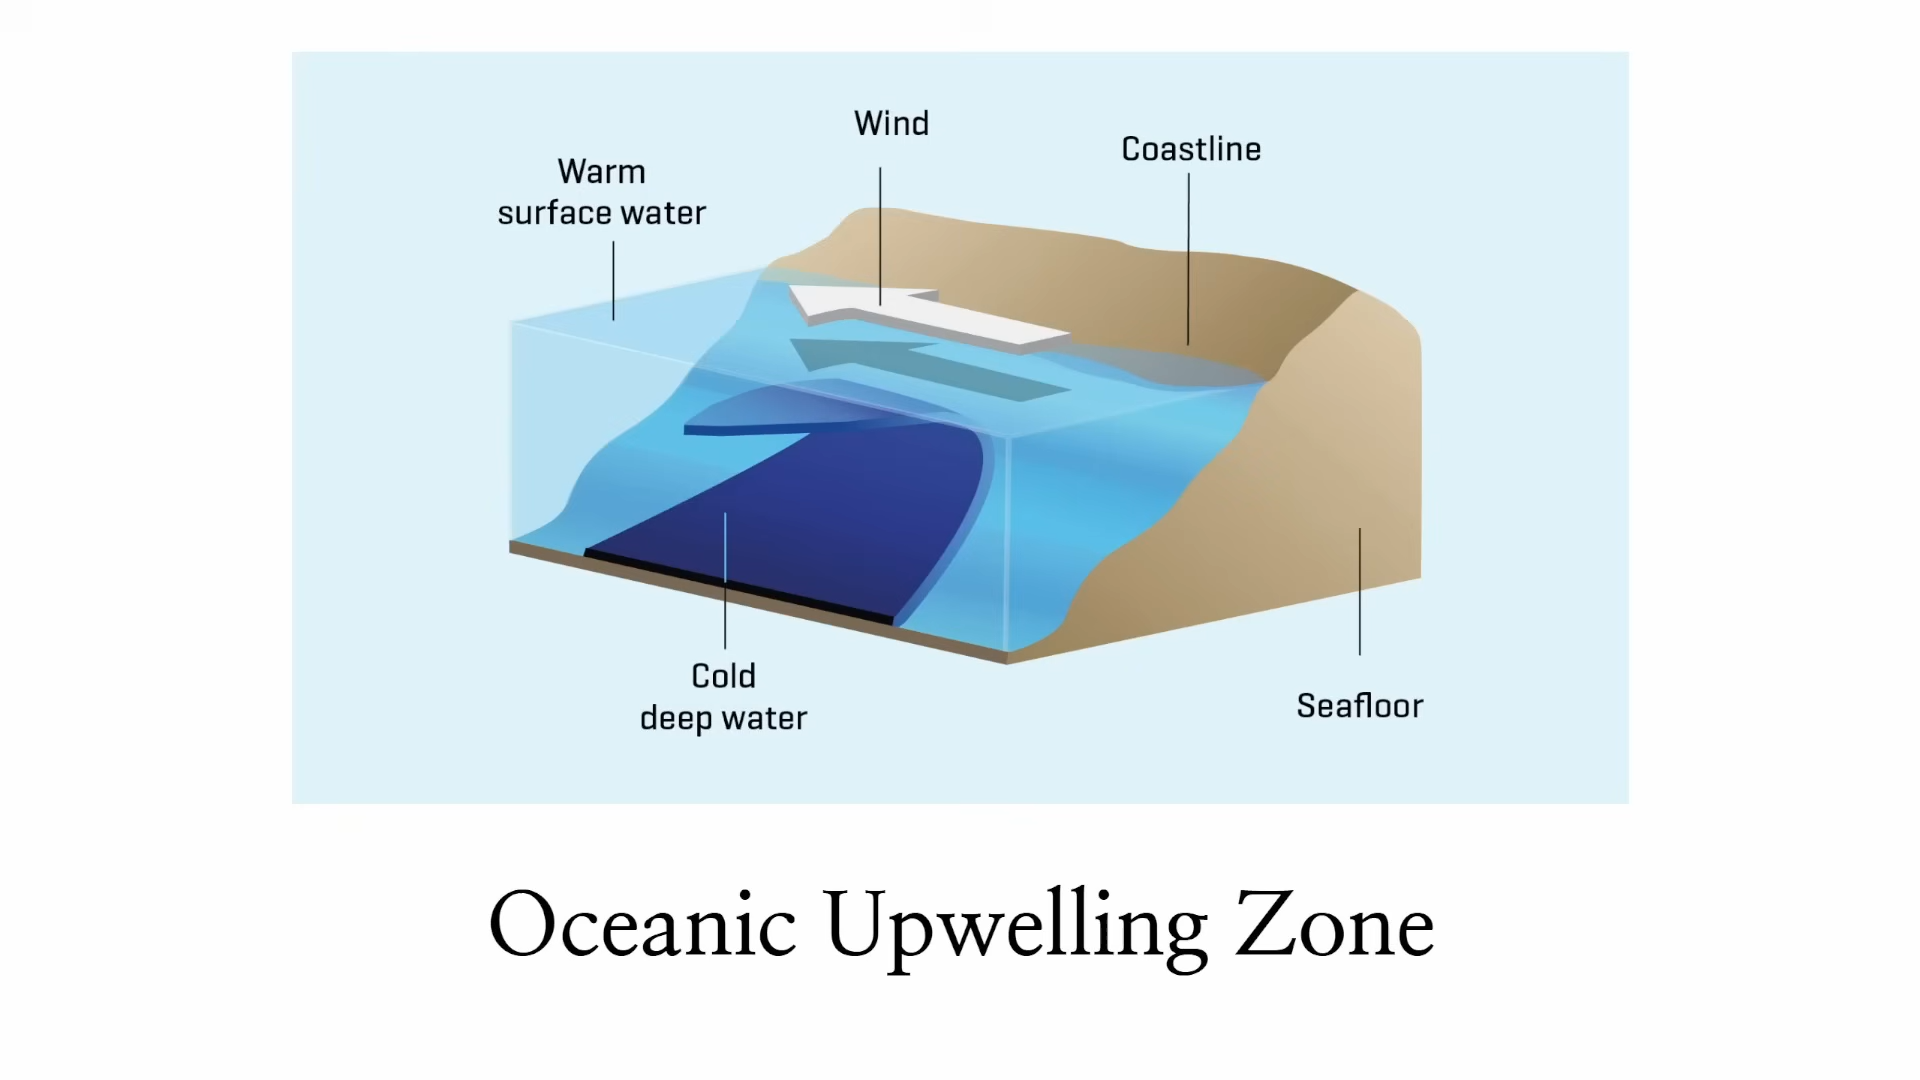 Wind
Coastline
Warm
surface water
Cold
deep water
Seafloor
Oceanic Upwelling Zone